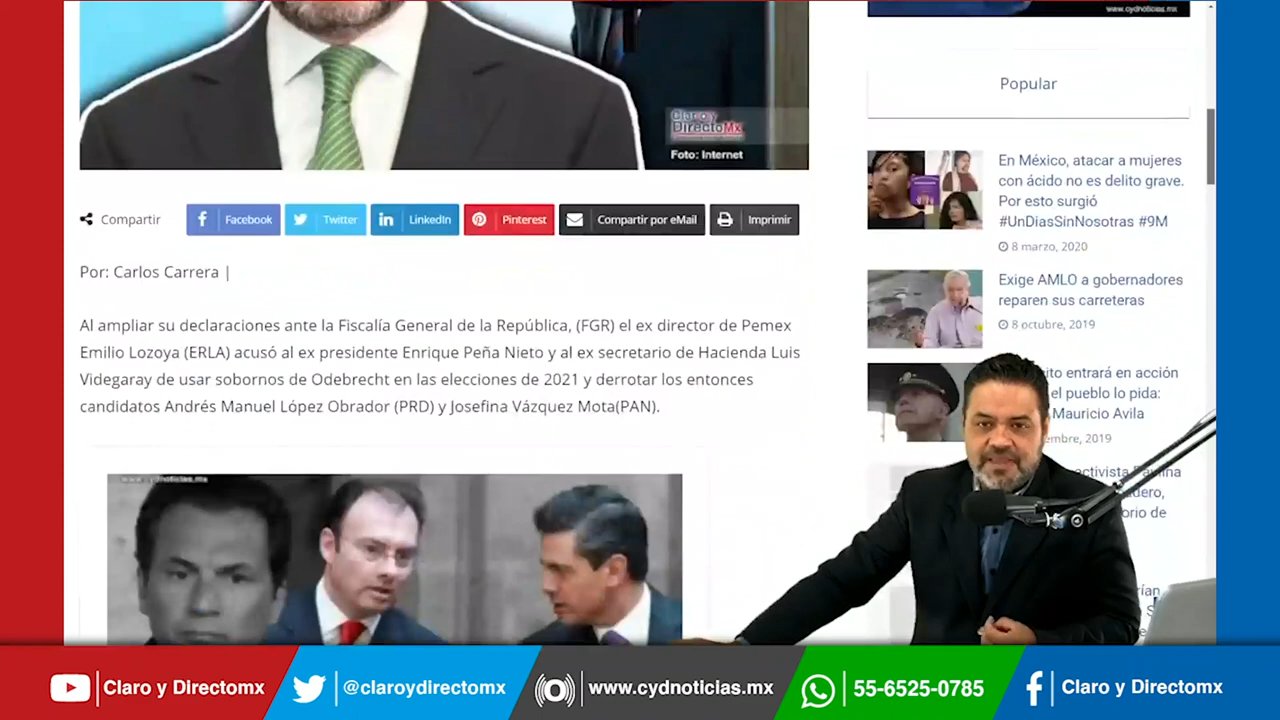 www.cydnoticias.mx
Popular
Claro y
DirectoMx
Foto: Internet
En México, atacar a mujeres
con ácido no es delito grave.
Por esto surgió
#UnDiasSinNosotras #9M
8 marzo, 2020
Compartir
Facebook
Twitter
LinkedIn
Pinterest
Compartir por eMail
Imprimir
Por: Carlos Carrera |
Exige AMLO a gobernadores
reparen sus carreteras
8 octubre, 2019
Al ampliar su declaraciones ante la Fiscalía General de la República, (FGR) el ex director de Pemex
Emilio Lozoya (ERLA) acusó al ex presidente Enrique Peña Nieto y al ex secretario de Hacienda Luis
Videgaray de usar sobornos de Odebrecht en las elecciones de 2021 y derrotar los entonces
candidatos Andrés Manuel López Obrador (PRD) y Josefina Vázquez Mota(PAN).
ito entrará en acción
el pueblo lo pida:
Mauricio Avila
embre, 2019
www.cydnoticias.mx
Claro y Directomx
@claroydirectomx
www.cydnoticias.mx
55-6525-0785
Claro y Directomx